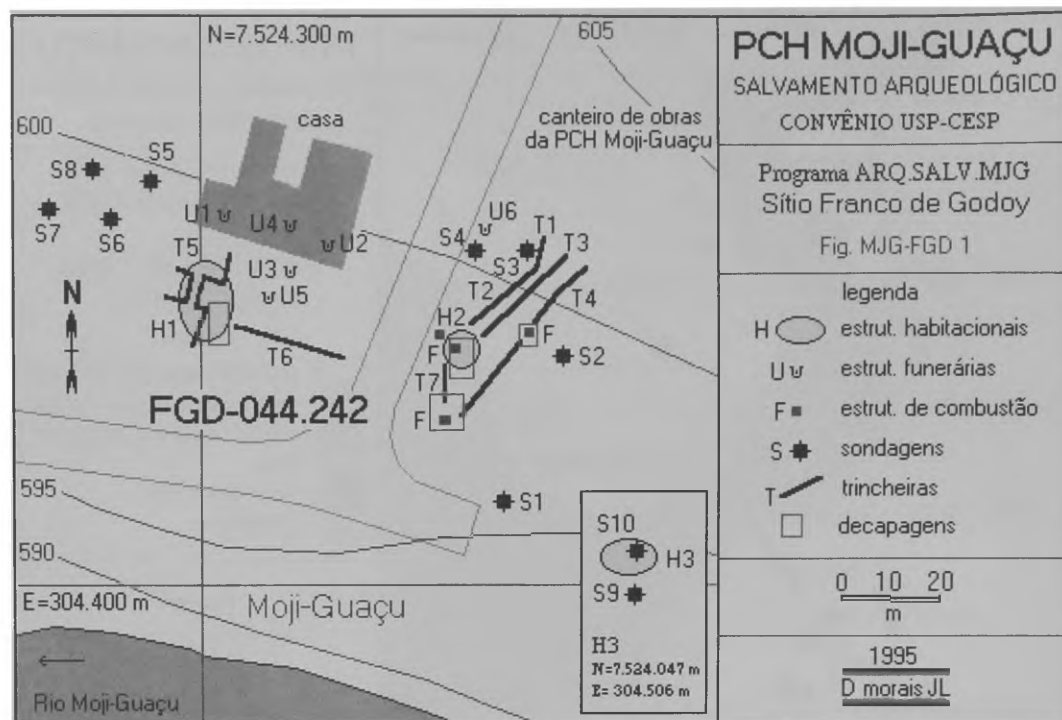 N=7.524.300 m
605
casa
canteiro de obras
da PCH Moji-Guaçu
600
S8
S5
S7
S6
U1
U4
U2
U6
S4
S3
T1
T3
T5
U3
U5
T2
T4
N
H1
H2
F
F
S2
T6
T7
FGD-044.242
F
595
S1
590
S10
H3
S9
E=304.400 m
Moji-Guaçu
H3
N=7.524.047 m
E= 304.506 m
Rio Moji-Guaçu
PCH MOJI-GUAÇU
SALVAMENTO ARQUEOLÓGICO
CONVÊNIO USP-CESP
Programa ARQ.SALV.MJG
Sítio Franco de Godoy
Fig. MJG-FGD 1
legenda
H estrut. habitacionais
U estrut. funerárias
F estrut. de combustão
S sondagens
T trincheiras
decapagens
0 10 20
m
1995
D morais JL